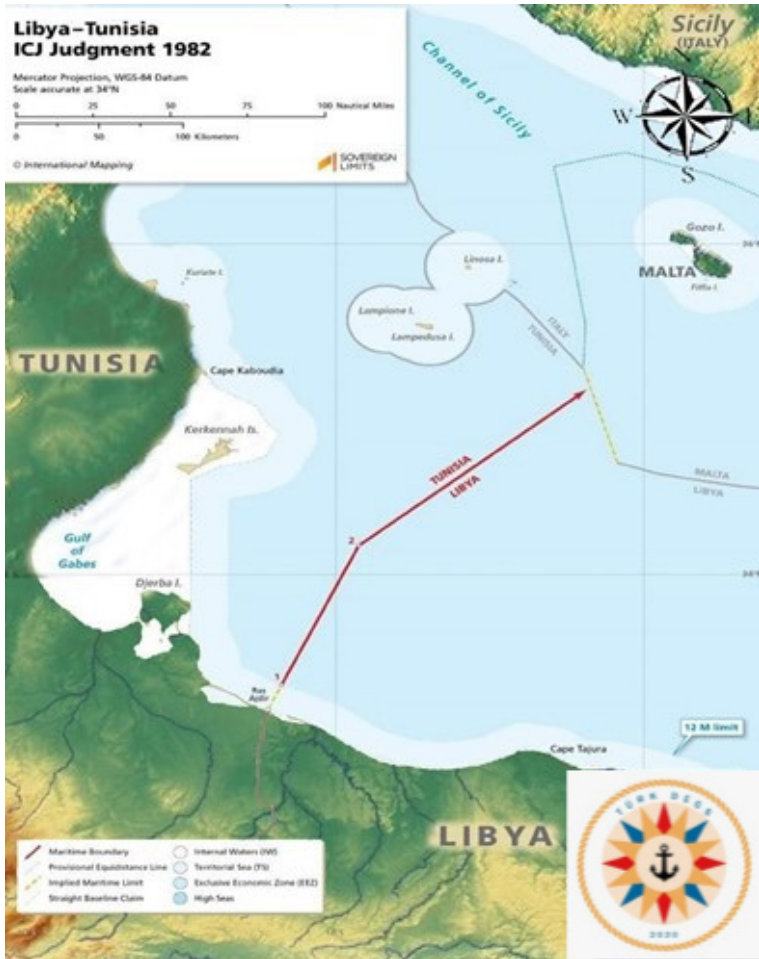 Libya–Tunisia
ICJ Judgment 1982
Mercator Projection, WGS-84 Datum
Scale accurate at 34°N
0 25 50 75 100 Nautical Miles
0 50 100 Kilometers
© International Mapping
SOVEREIGN
LIMITS
Sicily
(ITALY)
Channel of Sicily
W
S
Gozo I.
36°N
MALTA
Filfla I.
Kuriate I.
Linosa I.
Lampione I.
Lampedusa I.
ITALY
TUNISIA
TUNISIA
Cape Kaboudia
Kerkennah Is.
TUNISIA
LIBYA
MALTA
LIBYA
2
Gulf
of
Gabes
34°N
Djerba I.
1
Ras
Ajdir
12 M limit
Cape Tajura
LIBYA
Maritime Boundary
Provisional Equidistance Line
Implied Maritime Limit
Straight Baseline Claim
Internal Waters (IW)
Territorial Sea (TS)
Exclusive Economic Zone (EEZ)
High Seas
TURK DEGS
2020